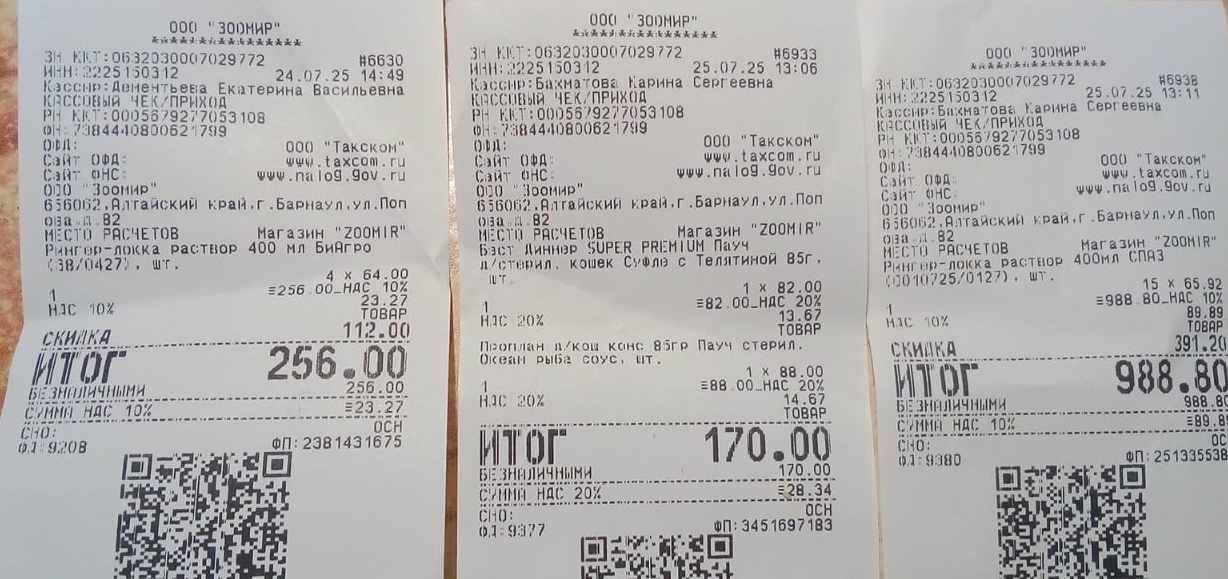 ООО "ЗООМИР"
****************
ЗН ККТ:0632030007029772 #6630
ИНН:2225150312 24.07.25 14:49
Кассир:Дементьева Екатерина Васильевна
КАССОВЫЙ ЧЕК/ПРИХОД
РН ККТ:0005679277053108
ФН:7384440800621799
ОФД: ООО "Такском"
Сайт ОФД: www.taxcom.ru
Сайт ФНС: www.nalog.gov.ru
ООО "Зоомир"
656062,Алтайский край,г.Барнаул,ул.Поп
ова,д.82
МЕСТО РАСЧЕТОВ Магазин "ZOOMIR"
Рингер-локка раствор 400 мл БиАгро
(38/0427), шт.
4 x 64.00
1 ≡256.00_НДС 10%
НДС 10% 23.27
ТОВАР
СКИДКА 112.00
ИТОГ 256.00
БЕЗНАЛИЧНЫМИ 256.00
СУММА НДС 10% ≡23.27
СНО: ОСН
ФД:9208 ФП:2381431675
ООО "ЗООМИР"
****************
ЗН ККТ:0632030007029772 #6933
ИНН:2225150312 25.07.25 13:06
Кассир:Бахматова Карина Сергеевна
КАССОВЫЙ ЧЕК/ПРИХОД
РН ККТ:0005679277053108
ФН:7384440800621799
ОФД: ООО "Такском"
Сайт ОФД: www.taxcom.ru
Сайт ФНС: www.nalog.gov.ru
ООО "Зоомир"
656062,Алтайский край,г.Барнаул,ул.Поп
ова,д.82
МЕСТО РАСЧЕТОВ Магазин "ZOOMIR"
Бэст Диннер SUPER PREMIUM Пауч
д/стерил. кошек Суфле с Телятиной 85г,
шт.
1 x 82.00
1 ≡82.00_НДС 20%
НДС 20% 13.67
ТОВАР
Проплан д/кош конс 85гр Пауч стерил.
Океан рыба соус, шт.
1 x 88.00
1 ≡88.00_НДС 20%
НДС 20% 14.67
ТОВАР
ИТОГ 170.00
БЕЗНАЛИЧНЫМИ 170.00
СУММА НДС 20% ≡28.34
СНО: ОСН
ФД:9377 ФП:3451697183
ООО "ЗООМИР"
****************
ЗН ККТ:0632030007029772 #6938
ИНН:2225150312 25.07.25 13:11
Кассир:Бахматова Карина Сергеевна
КАССОВЫЙ ЧЕК/ПРИХОД
РН ККТ:0005679277053108
ФН:7384440800621799
ОФД: ООО "Такском"
Сайт ОФД: www.taxcom.ru
Сайт ФНС: www.nalog.gov.ru
ООО "Зоомир"
656062,Алтайский край,г.Барнаул,ул.Поп
ова,д.82
МЕСТО РАСЧЕТОВ Магазин "ZOOMIR"
Рингер-локка раствор 400мл СПАЗ
(0010725/0127), шт.
15 x 65.92
1 ≡988.80_НДС 10%
НДС 10% 89.89
ТОВАР
СКИДКА 391.20
ИТОГ 988.80
БЕЗНАЛИЧНЫМИ 988.80
СУММА НДС 10% ≡89.8
СНО: ОС
ФД:9380 ФП:251335538